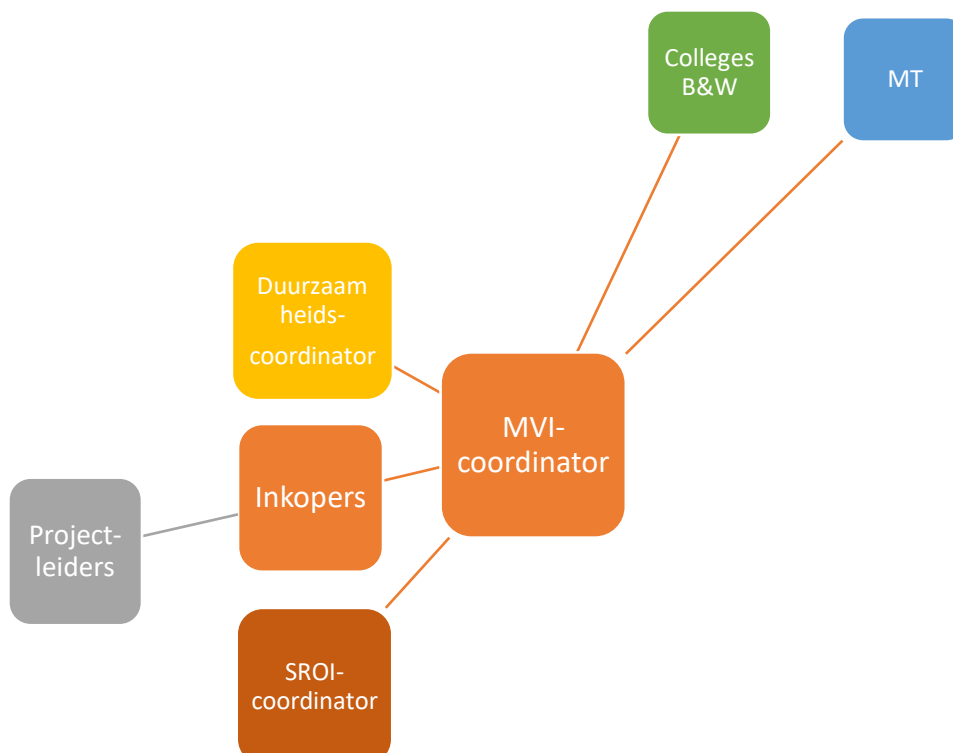 Colleges
B&W
MT
Duurzaam
heids-
coordinator
MVI-
coordinator
Inkopers
Project-
leiders
SROI-
coordinator